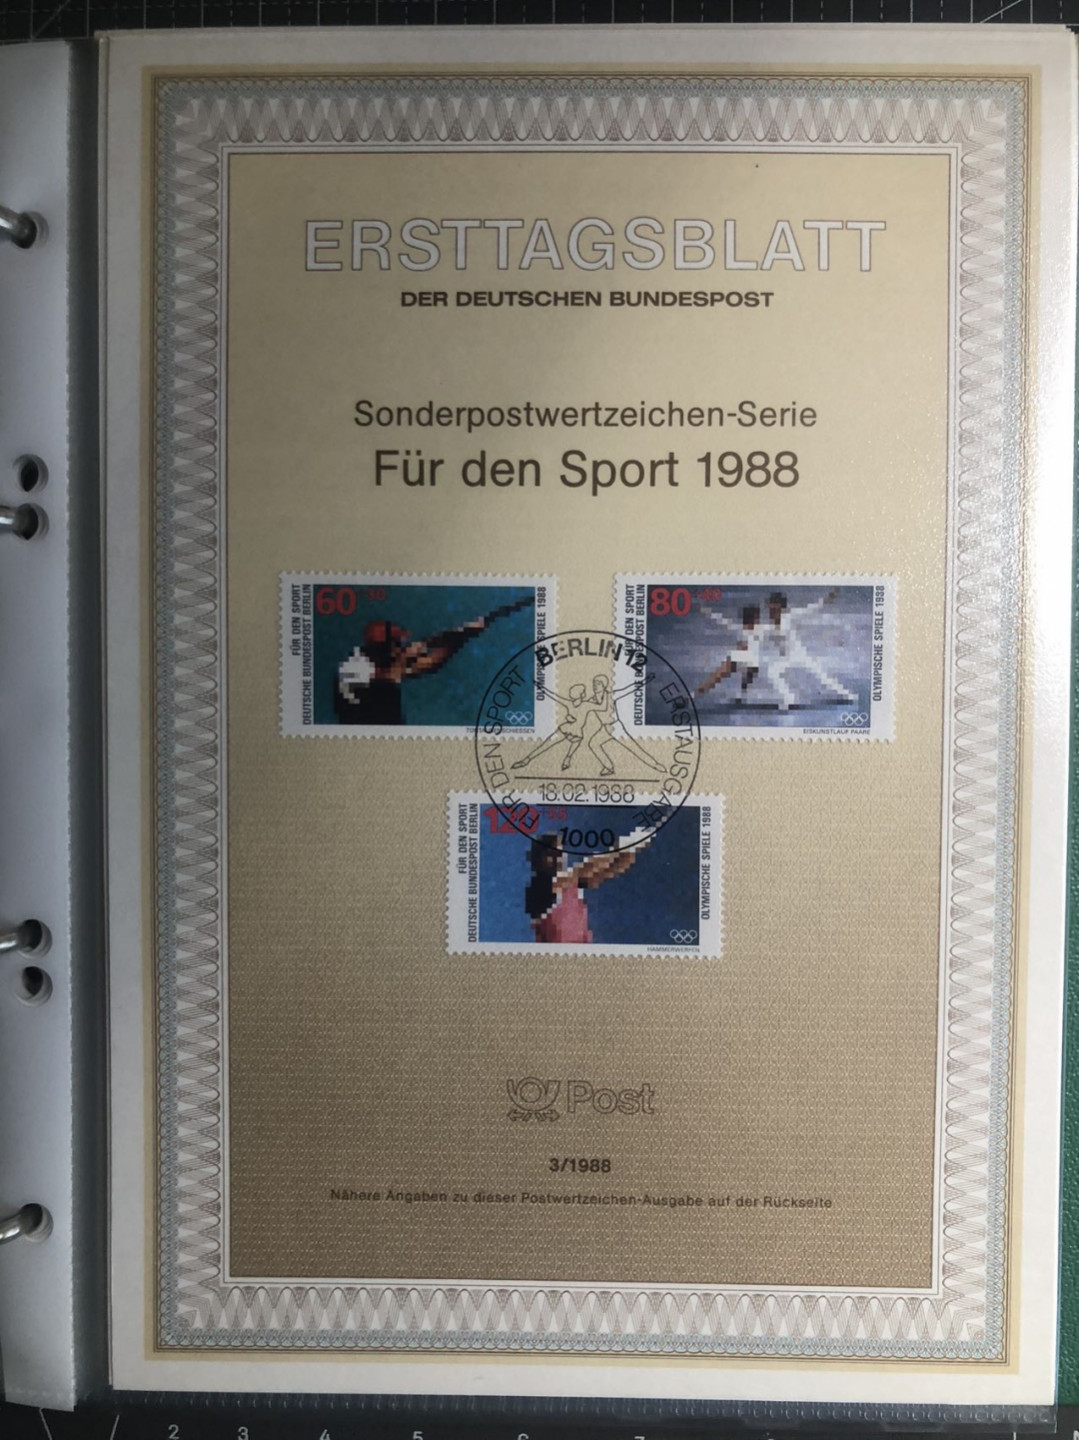 ERSTTAGSBLATT
DER DEUTSCHEN BUNDESPOST
Sonderpostwertzeichen-Serie
Für den Sport 1988
FÜR DEN SPORT
DEUTSCHE BUNDESPOST BERLIN
60
OLYMPISCHE SPIELE 1988
FÜR DEN SPORT
DEUTSCHE BUNDESPOST BERLIN
80
OLYMPISCHE SPIELE 1988
EISKUNSTLAUF PAARE
BERLIN 12
FÜR DEN SPORT
ERSTAUSGABE
18.02.1988
1000
FÜR DEN SPORT
DEUTSCHE BUNDESPOST BERLIN
120
OLYMPISCHE SPIELE 1988
HAMMERWERFEN
Post
3/1988
Nähere Angaben zu dieser Postwertzeichen-Ausgabe auf der Rückseite
2 3 4 5 6 7